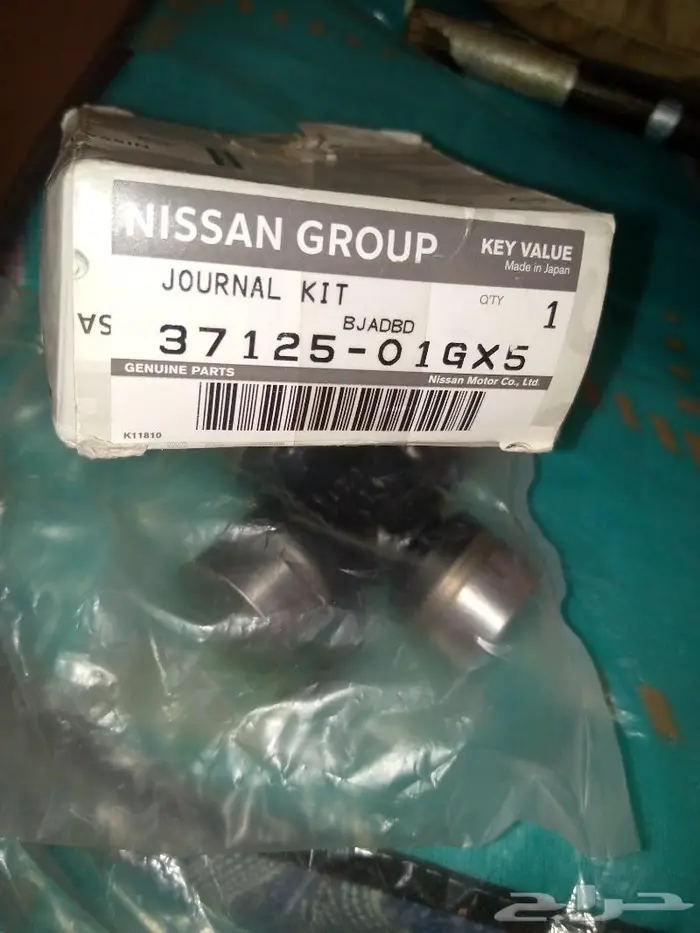 NISSAN GROUP
KEY VALUE
Made in Japan
JOURNAL KIT
Q'TY 1
BJADBD
SA
37125-01GX5
GENUINE PARTS
Nissan Motor Co., Ltd.
K11810
حراج